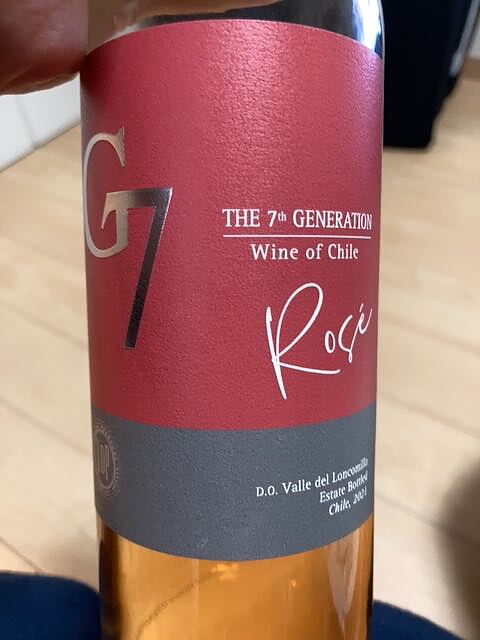 G7
THE 7th GENERATION
Wine of Chile
Rosé
D.O. Valle del Loncomilla
Estate Bottled
Chile, 2021